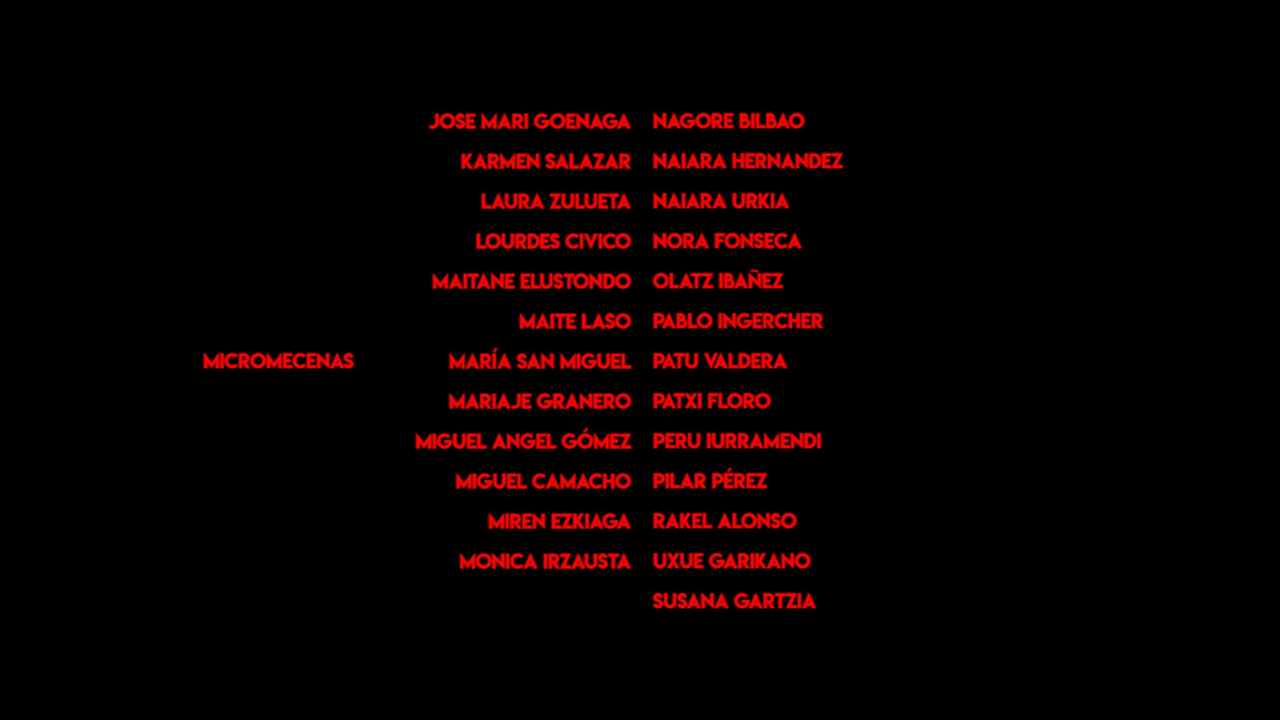 JOSE MARI GOENAGA NAGORE BILBAO
KARMEN SALAZAR NAIARA HERNANDEZ
LAURA ZULUETA NAIARA URKIA
LOURDES CIVICO NORA FONSECA
MAITANE ELUSTONDO OLATZ IBAÑEZ
MAITE LASO PABLO INGERCHER
MICROMECENAS MARÍA SAN MIGUEL PATU VALDERA
MARIAJE GRANERO PATXI FLORO
MIGUEL ANGEL GÓMEZ PERU IURRAMENDI
MIGUEL CAMACHO PILAR PÉREZ
MIREN EZKIAGA RAKEL ALONSO
MONICA IRZAUSTA UXUE GARIKANO
SUSANA GARTZIA